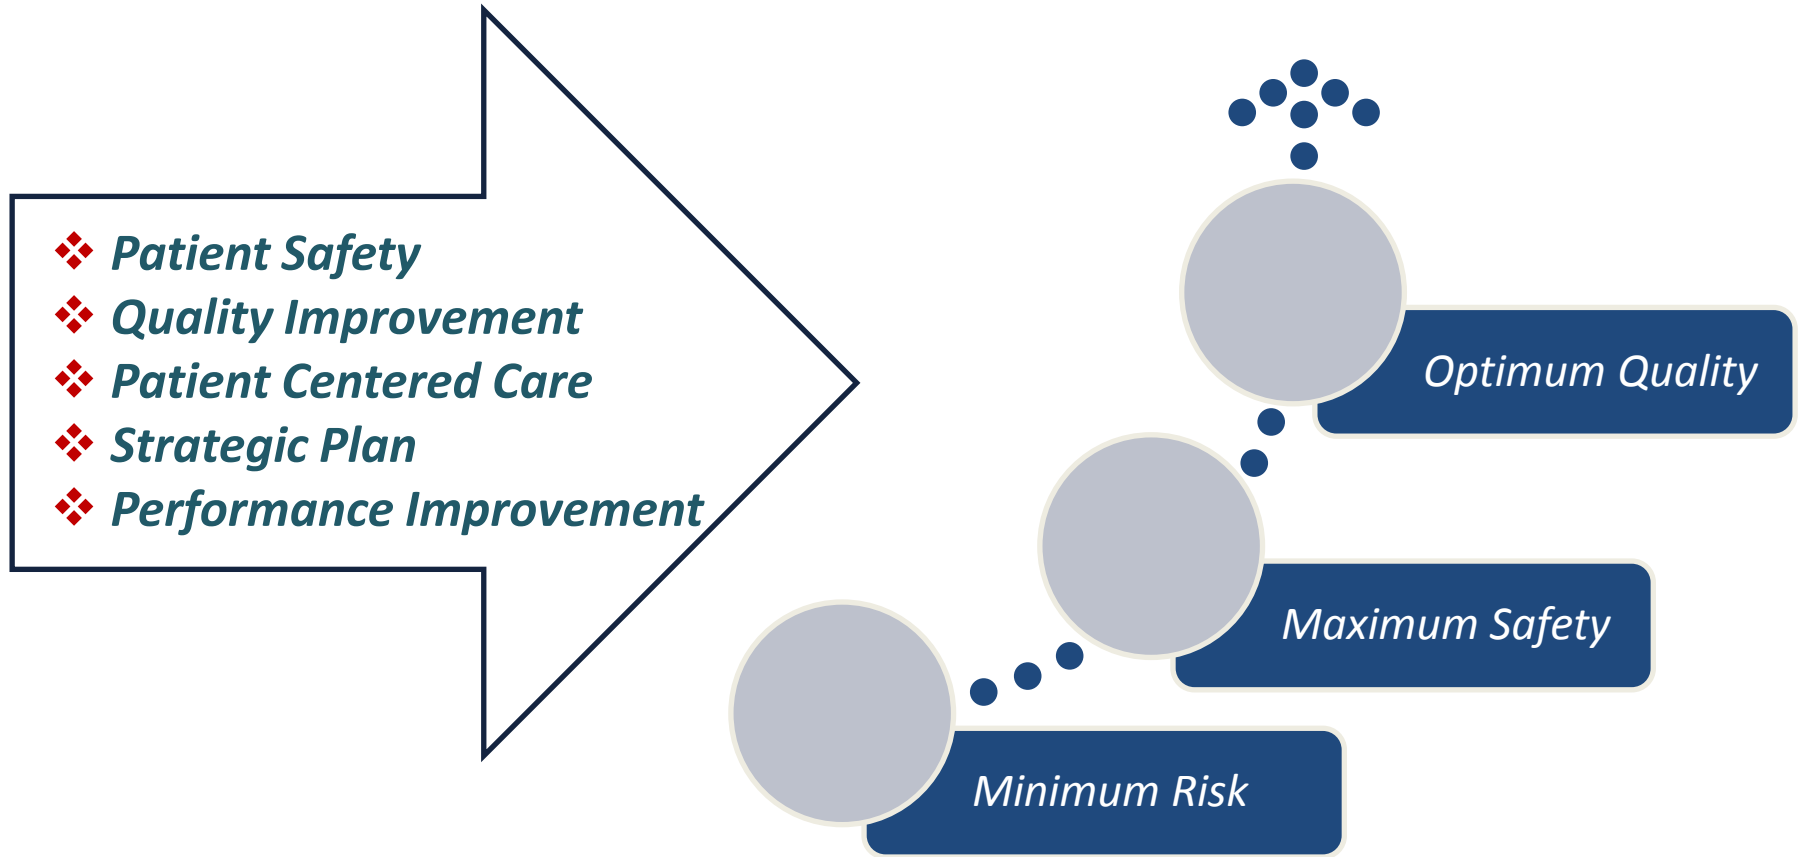 Patient Safety
Quality Improvement
Patient Centered Care
Strategic Plan
Performance Improvement
Optimum Quality
Maximum Safety
Minimum Risk